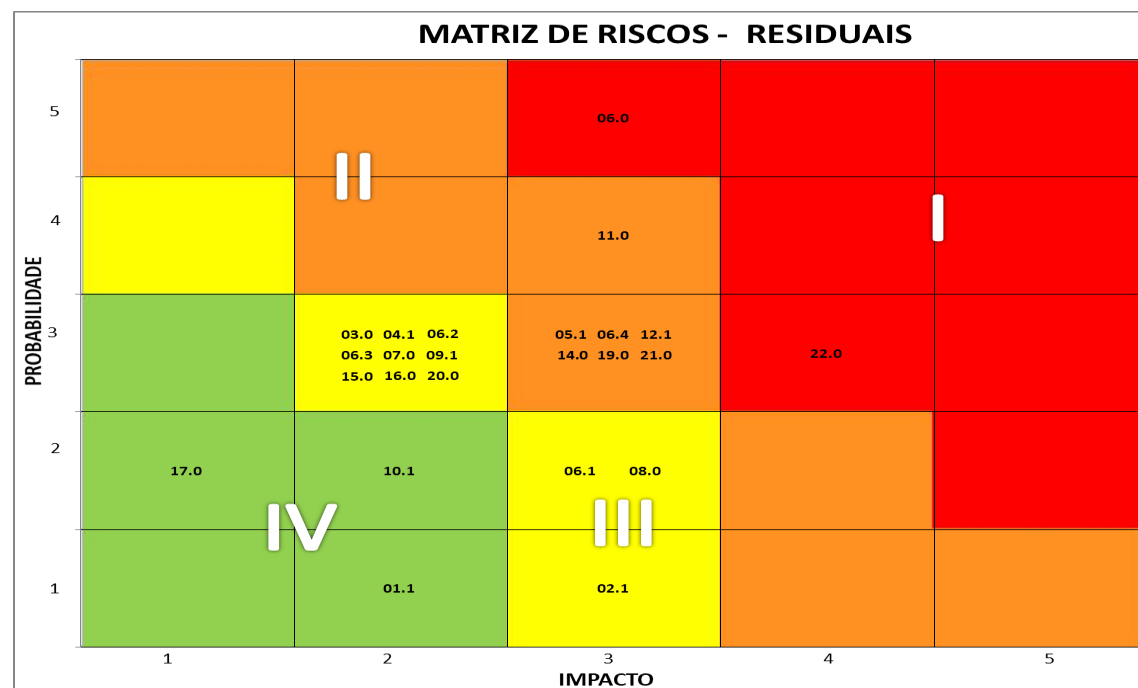 MATRIZ DE RISCOS - RESIDUAIS
5
06.0
II
4
I
11.0
PROBABILIDADE
3
03.0 04.1 06.2
06.3 07.0 09.1
15.0 16.0 20.0
05.1 06.4 12.1
14.0 19.0 21.0
22.0
2
17.0
10.1
06.1 08.0
IV
III
1
01.1
02.1
1 2 3 4 5
IMPACTO